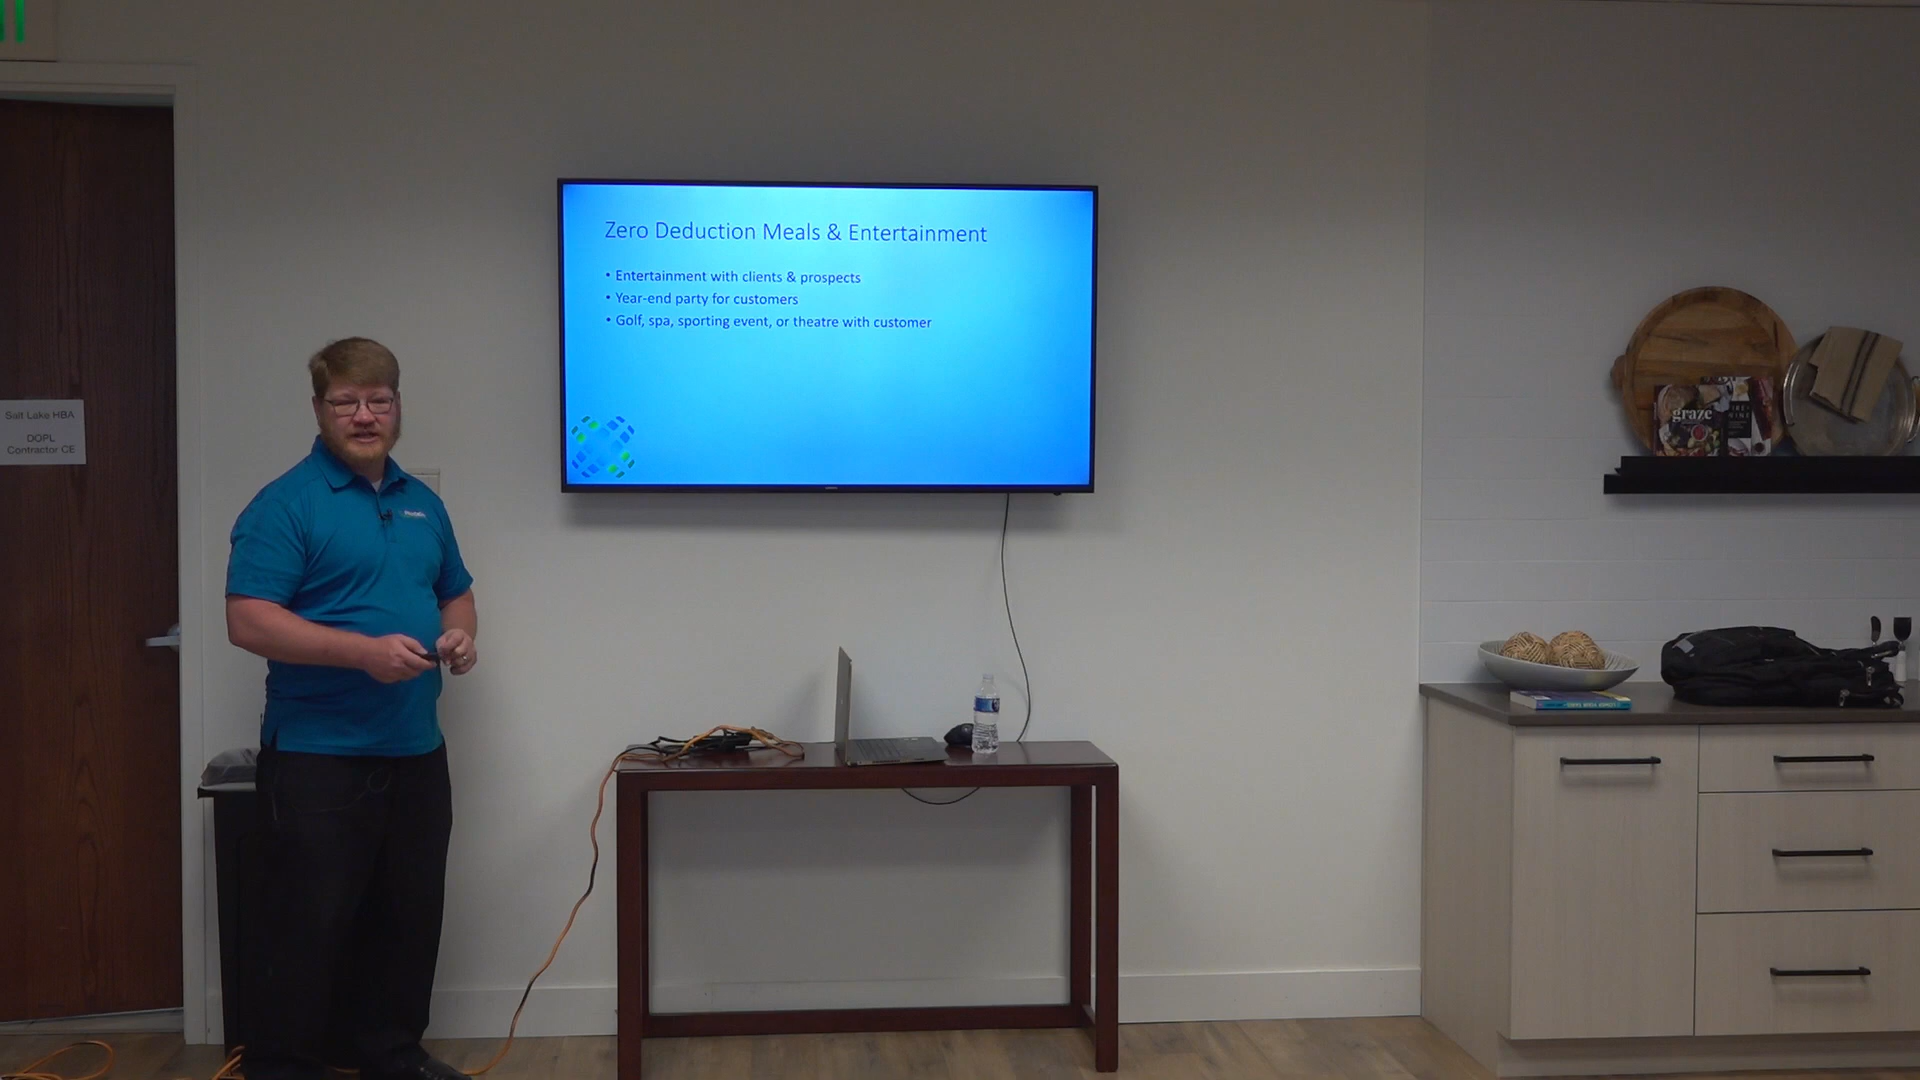 Zero Deduction Meals & Entertainment
• Entertainment with clients & prospects
• Year-end party for customers
• Golf, spa, sporting event, or theatre with customer
Salt Lake HBA
DOPL
Contractor CE
graze